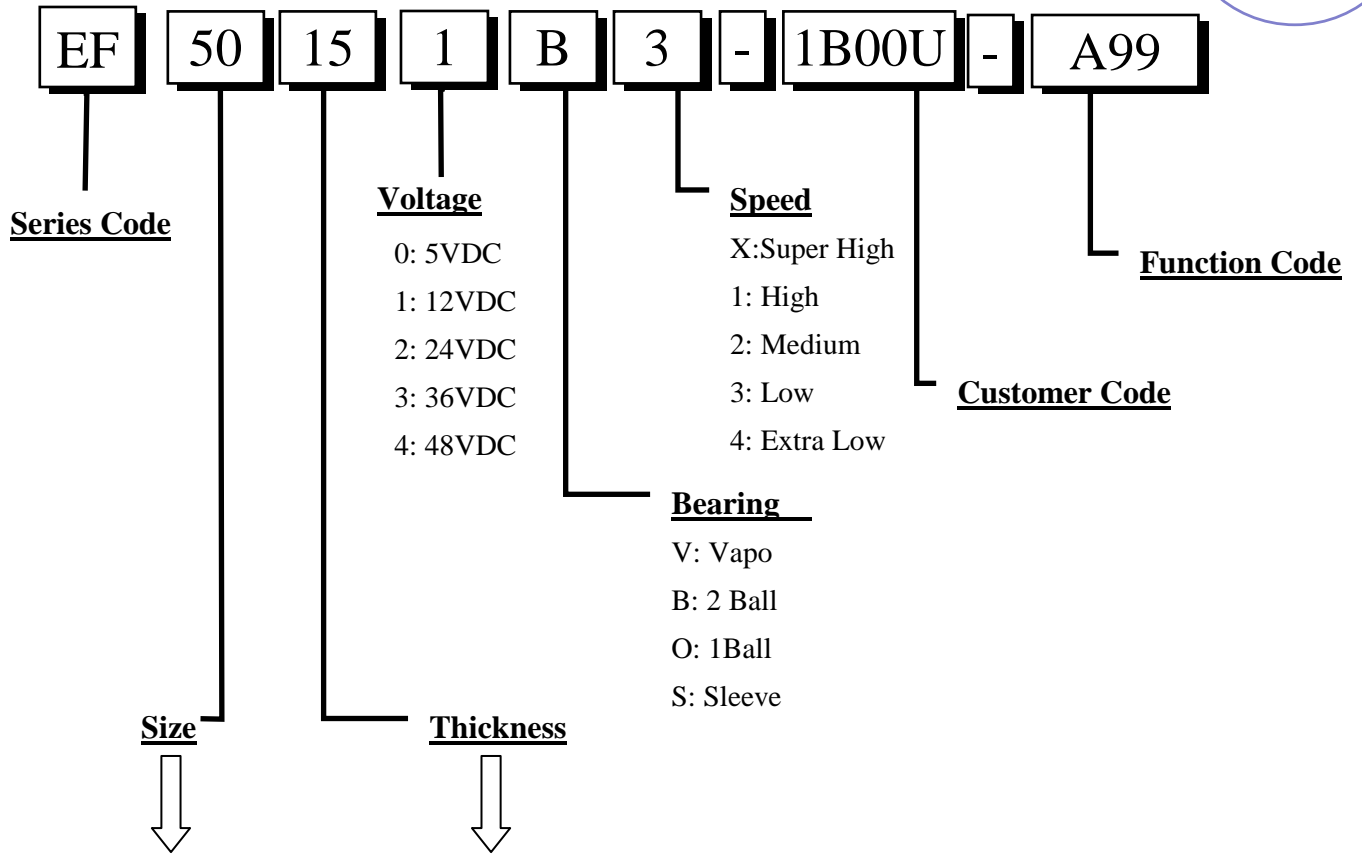 EF 50 15 1 B 3 - 1B00U - A99
Series Code
Voltage
0: 5VDC
1: 12VDC
2: 24VDC
3: 36VDC
4: 48VDC
Speed
X:Super High
1: High
2: Medium
3: Low
4: Extra Low
Function Code
Customer Code
Bearing
V: Vapo
B: 2 Ball
O: 1Ball
S: Sleeve
Size
Thickness